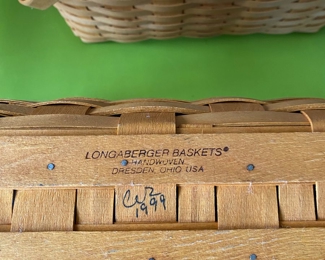 LONGABERGER BASKETS®
HANDWOVEN
DRESDEN, OHIO USA
1999